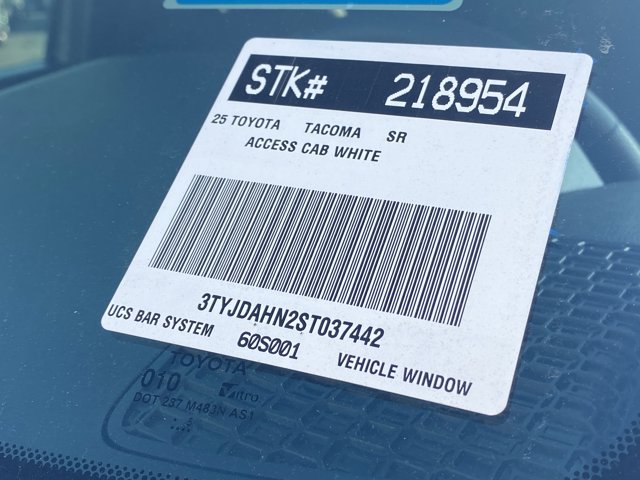 STK# 218954
25 TOYOTA TACOMA SR
ACCESS CAB WHITE
3TYJDAHN2ST037442
UCS BAR SYSTEM 60S001 VEHICLE WINDOW
TOYOTA
010 Vitro
DOT 237 M483N AS1